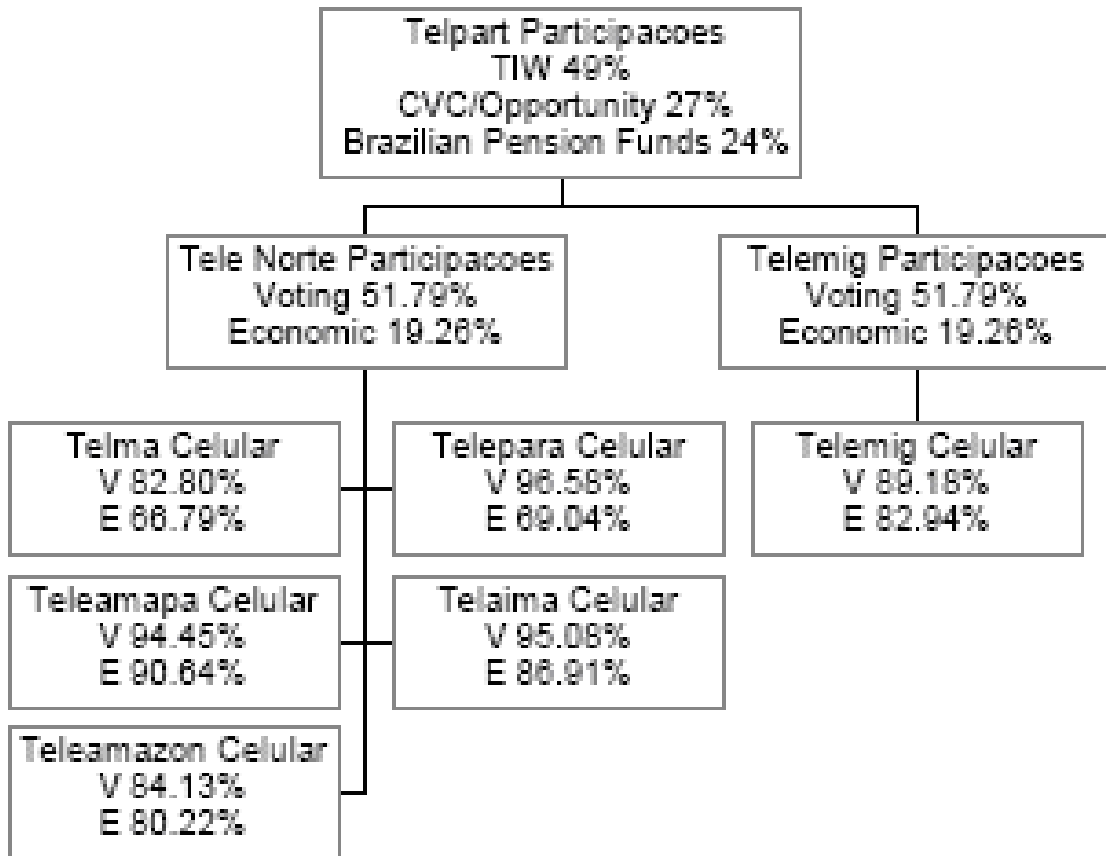 Telpart Participacoes
TIW 49%
CVC/Opportunity 27%
Brazilian Pension Funds 24%
Tele Norte Participacoes
Voting 51.79%
Economic 19.26%
Telemig Participacoes
Voting 51.79%
Economic 19.26%
Telma Celular
V 82.80%
E 66.79%
Telepara Celular
V 96.58%
E 69.04%
Telemig Celular
V 89.18%
E 82.94%
Teleamapa Celular
V 94.45%
E 90.64%
Telaima Celular
V 95.08%
E 86.91%
Teleamazon Celular
V 84.13%
E 80.22%